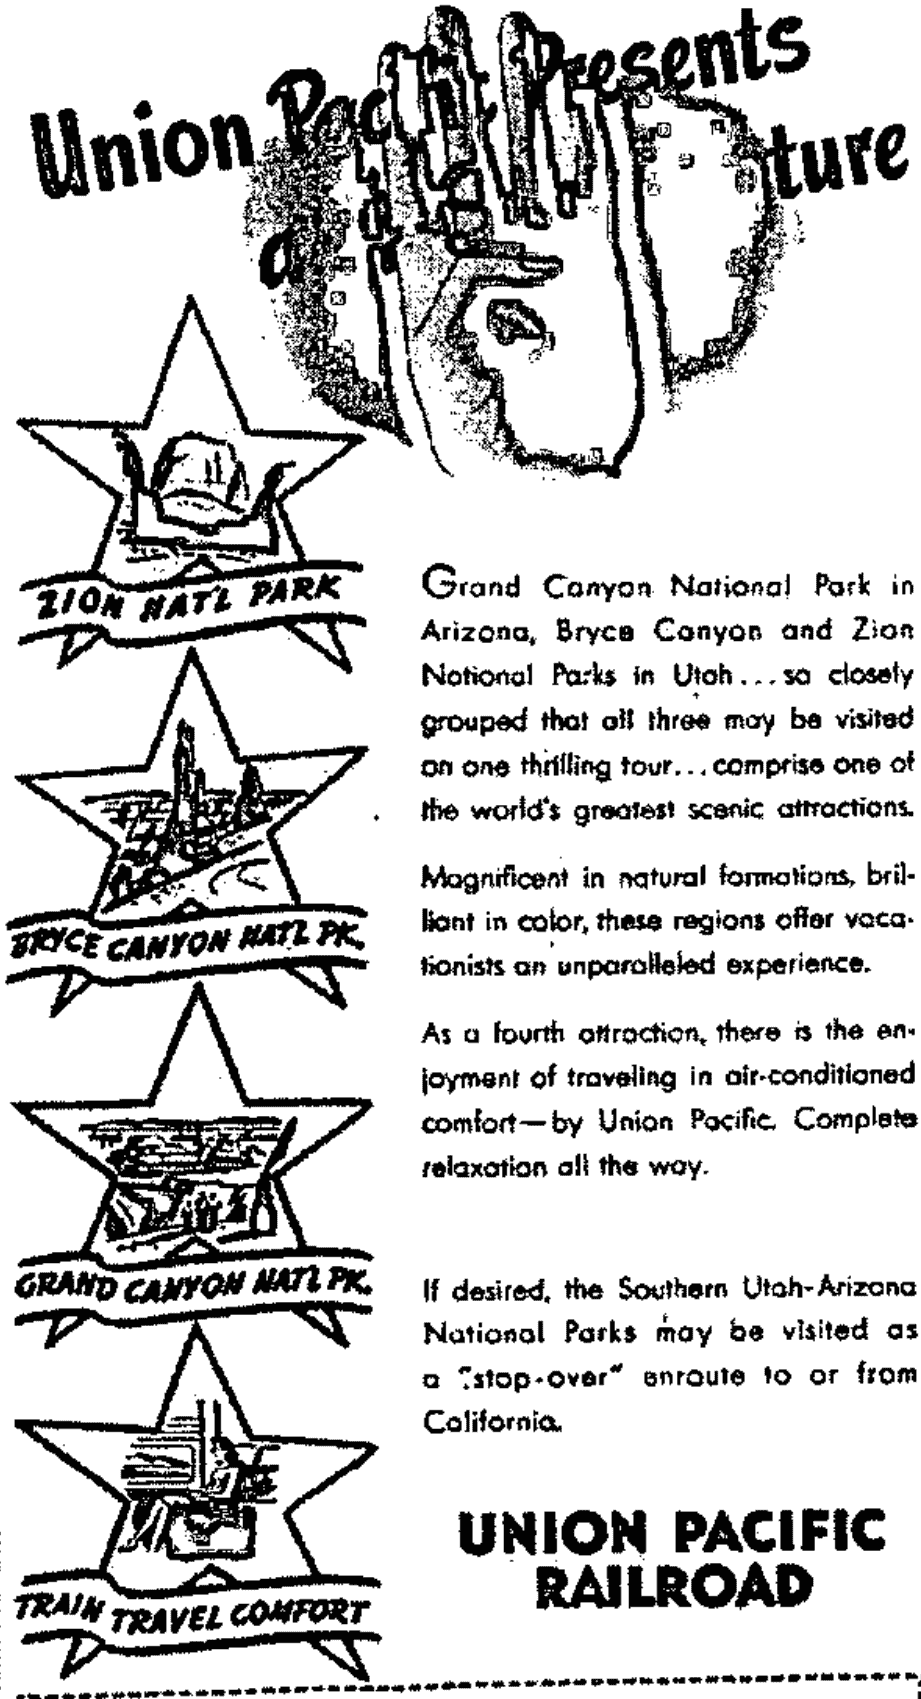 Union Pacific Presents
a
ture
ZION NAT'L PARK
BRYCE CANYON NAT'L PK.
GRAND CANYON NAT'L PK.
TRAIN TRAVEL COMFORT
Grand Canyon National Park in
Arizona, Bryce Canyon and Zion
National Parks in Utah...so closely
grouped that all three may be visited
on one thrilling tour...comprise one of
the world's greatest scenic attractions.
Magnificent in natural formations, bril-
liant in color, these regions offer vaca-
tionists an unparalleled experience.
As a fourth attraction, there is the en-
joyment of traveling in air-conditioned
comfort—by Union Pacific. Complete
relaxation all the way.
If desired, the Southern Utah-Arizona
National Parks may be visited as
a "stop-over" enroute to or from
California.
UNION PACIFIC
RAILROAD